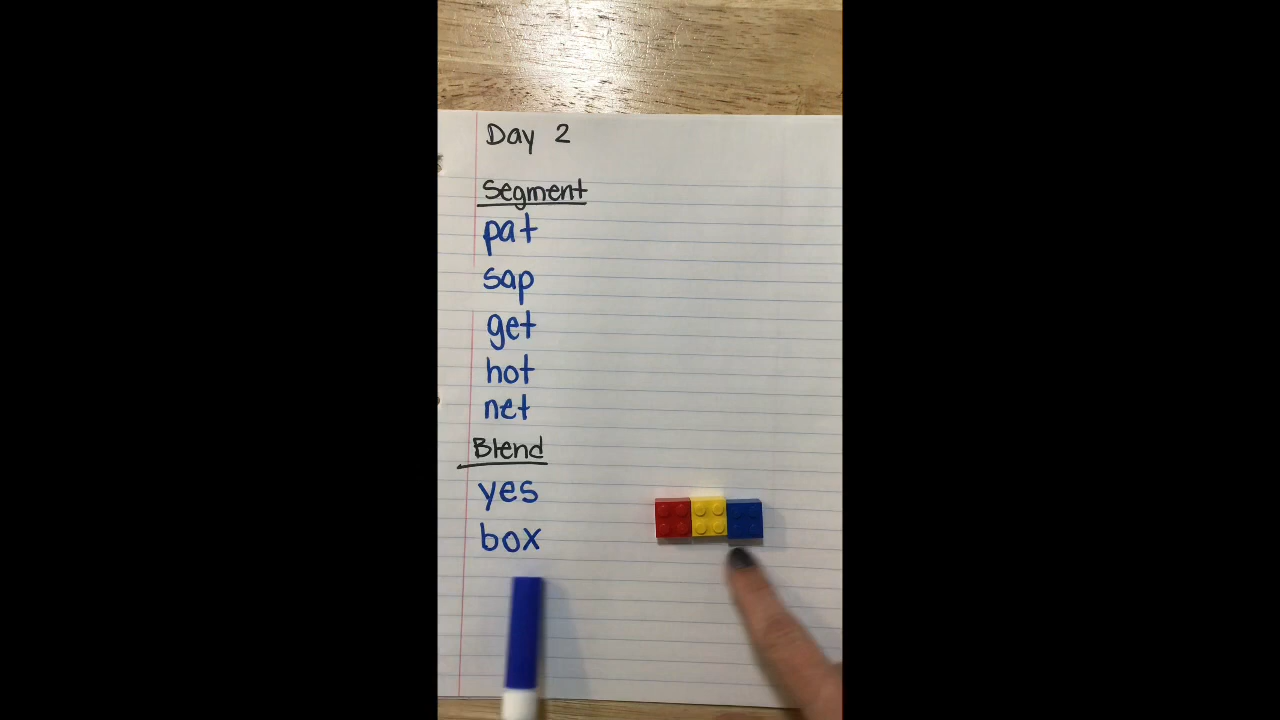 Day 2
Segment
pat
sap
get
hot
net
Blend
yes
box